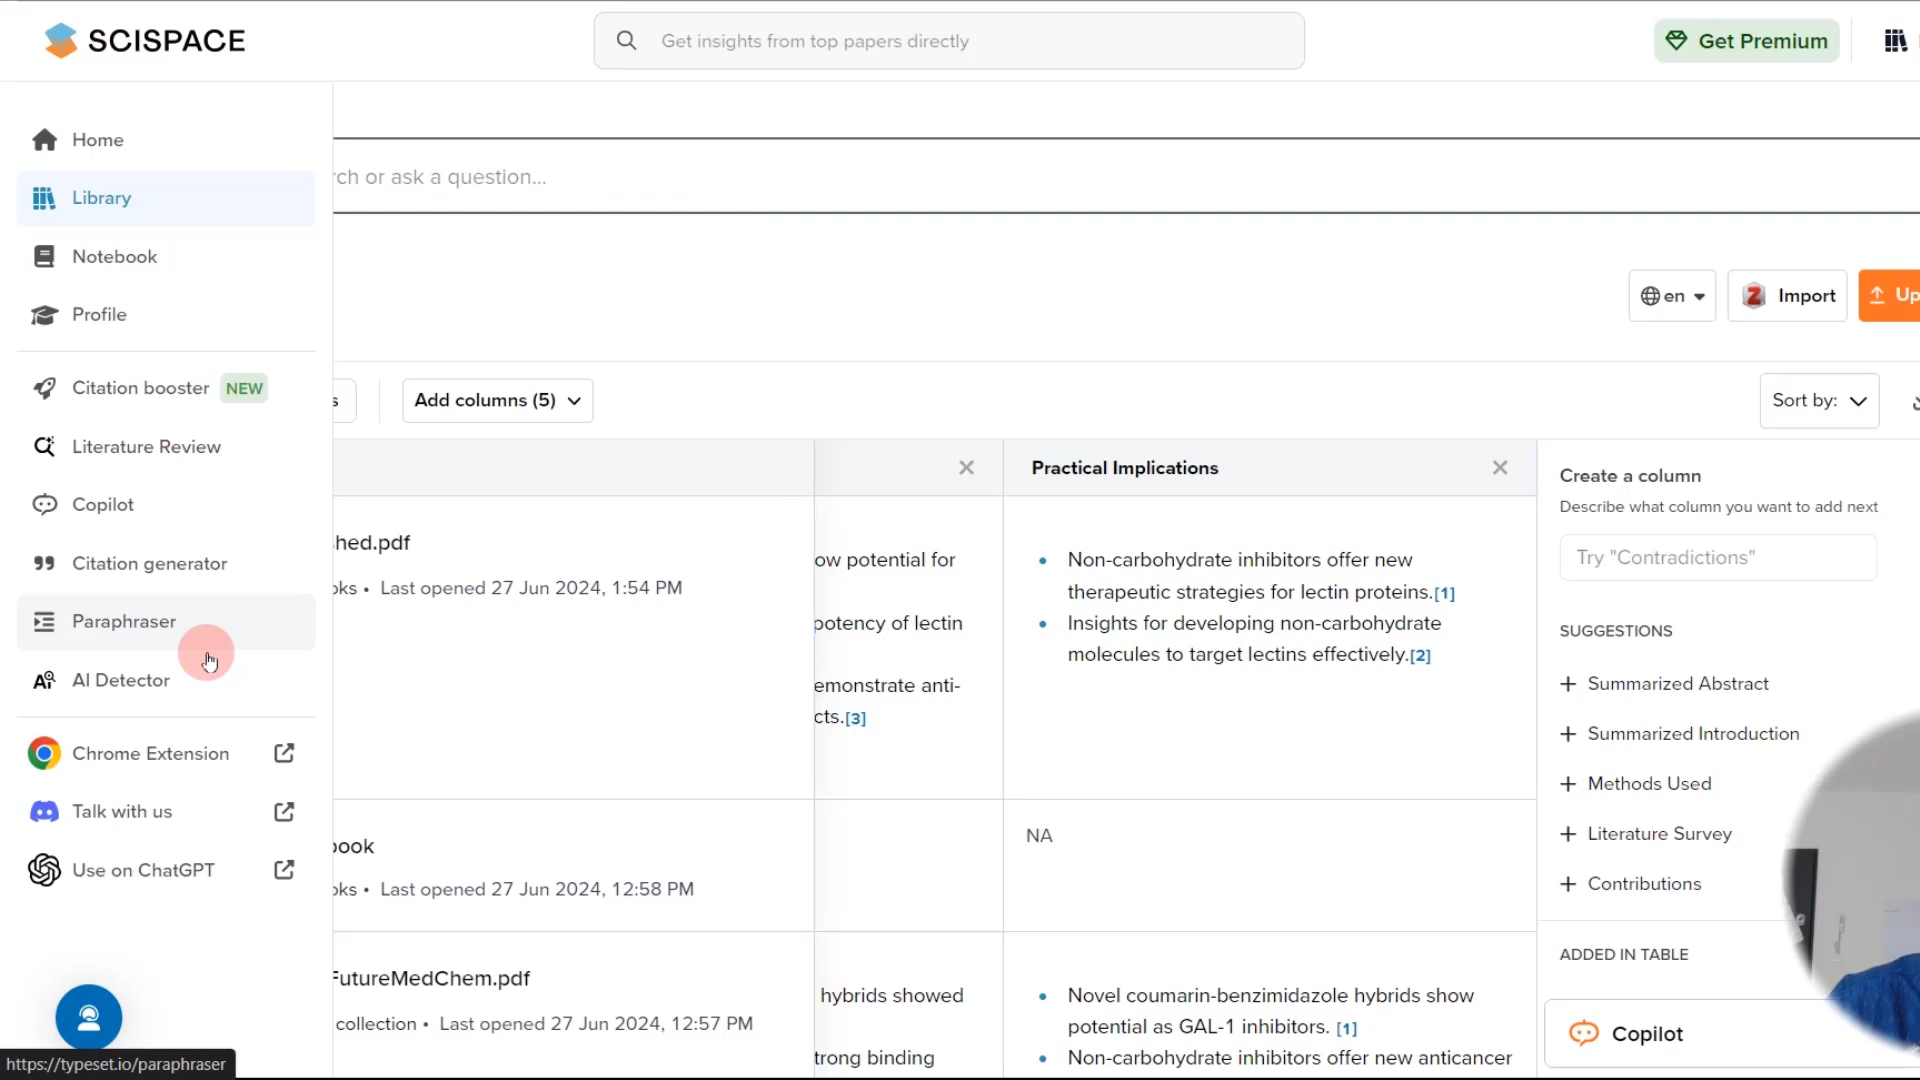 SCISPACE
Get insights from top papers directly
Get Premium
Home
Library
Notebook
Profile
Citation booster NEW
Literature Review
Copilot
Citation generator
Paraphraser
AI Detector
Chrome Extension
Talk with us
Use on ChatGPT
https://typeset.io/paraphraser
rch or ask a question...
en
Import
Up
s
Add columns (5)
Sort by:
Practical Implications
hed.pdf
oks • Last opened 27 Jun 2024, 1:54 PM
ow potential for
potency of lectin
emonstrate anti-
cts.[3]
• Non-carbohydrate inhibitors offer new
therapeutic strategies for lectin proteins.[1]
• Insights for developing non-carbohydrate
molecules to target lectins effectively.[2]
ook
oks • Last opened 27 Jun 2024, 12:58 PM
NA
FutureMedChem.pdf
collection • Last opened 27 Jun 2024, 12:57 PM
hybrids showed
trong binding
• Novel coumarin-benzimidazole hybrids show
potential as GAL-1 inhibitors. [1]
• Non-carbohydrate inhibitors offer new anticancer
Create a column
Describe what column you want to add next
Try "Contradictions"
SUGGESTIONS
+ Summarized Abstract
+ Summarized Introduction
+ Methods Used
+ Literature Survey
+ Contributions
ADDED IN TABLE
Copilot